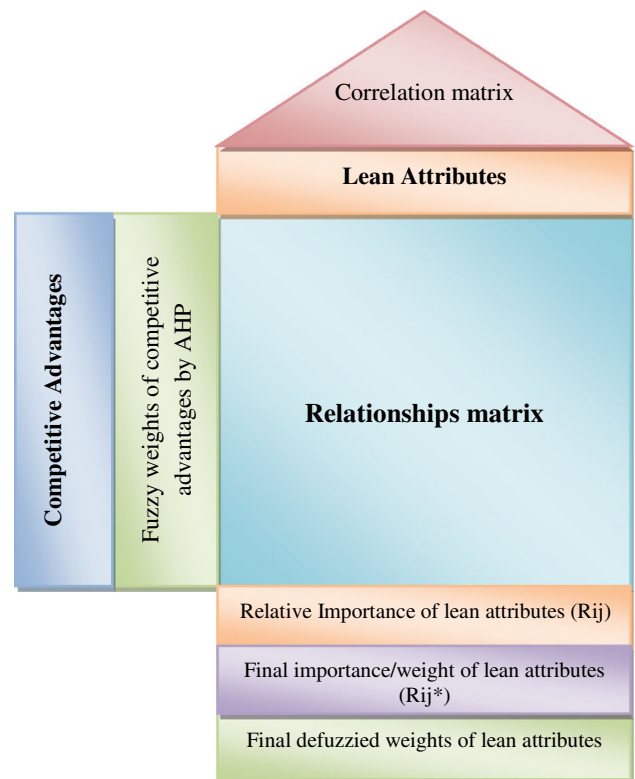 Correlation matrix
Lean Attributes
Competitive Advantages
Fuzzy weights of competitive
advantages by AHP
Relationships matrix
Relative Importance of lean attributes (Rij)
Final importance/weight of lean attributes
(Rij*)
Final defuzzied weights of lean attributes